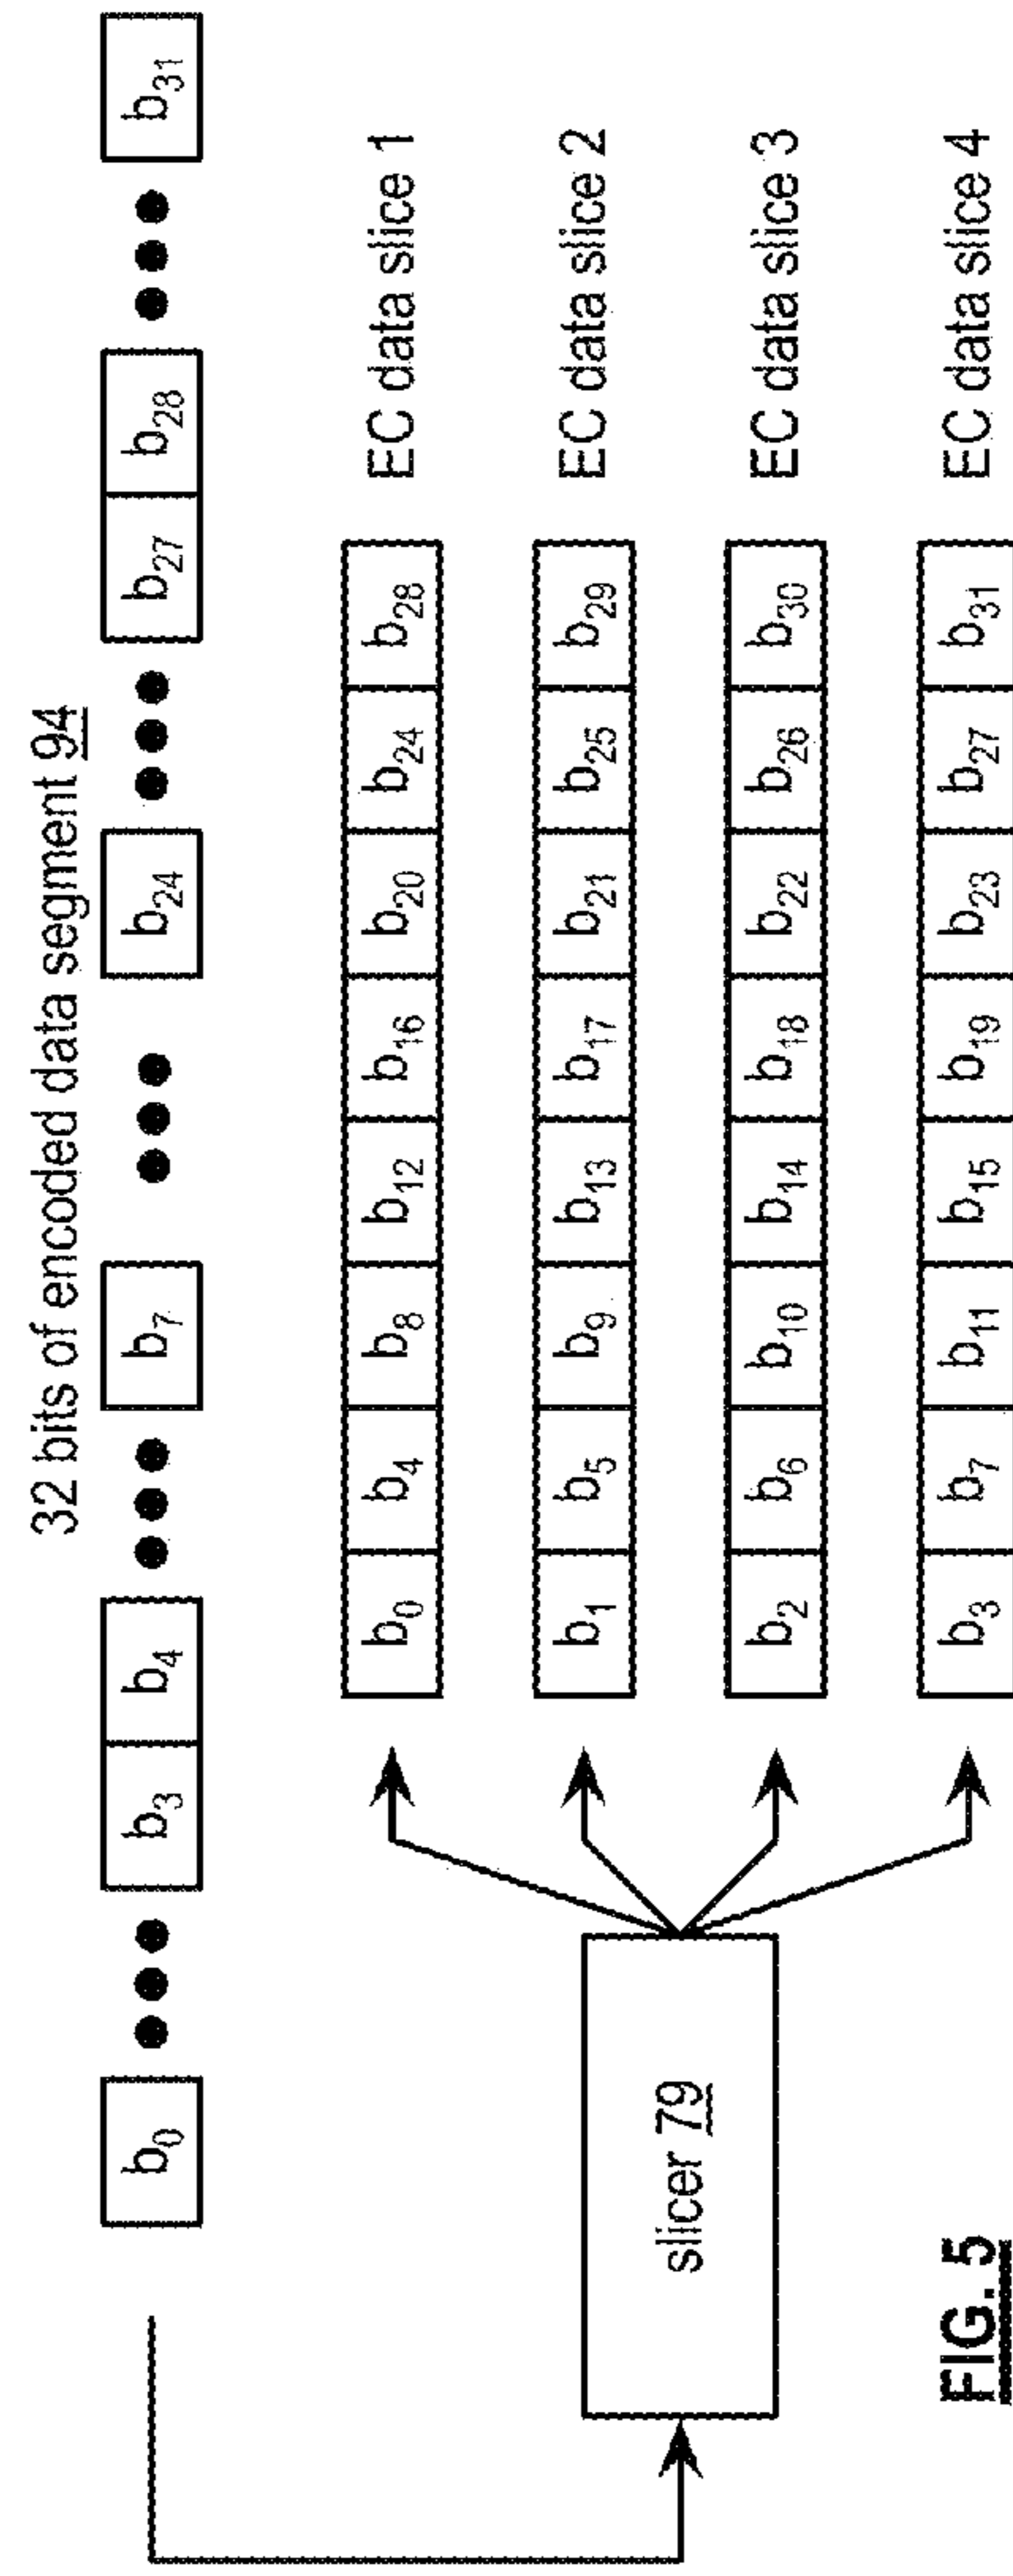 32 bits of encoded data segment 94
b0 ••• b3 b4 ••• b7 ••• b24 ••• b27 b28 ••• b31
b0 b4 b8 b12 b16 b20 b24 b28 EC data slice 1
b1 b5 b9 b13 b17 b21 b25 b29 EC data slice 2
slicer 79
b2 b6 b10 b14 b18 b22 b26 b30 EC data slice 3
b3 b7 b11 b15 b19 b23 b27 b31 EC data slice 4
FIG. 5